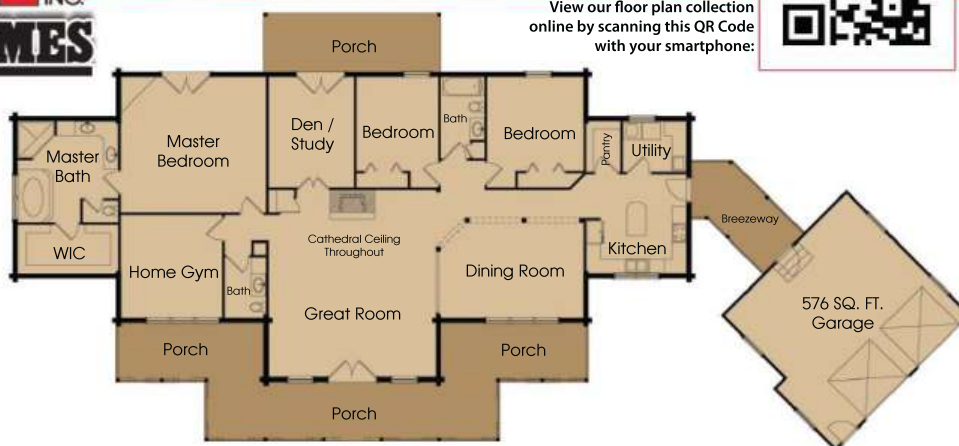 INC.
MES
View our floor plan collection
online by scanning this QR Code
with your smartphone:
Porch
Master
Bath
Master
Bedroom
Den /
Study
Bedroom
Bath
Bedroom
Pantry
Utility
WIC
Home Gym
Bath
Cathedral Ceiling
Throughout
Great Room
Dining Room
Kitchen
Breezeway
576 SQ. FT.
Garage
Porch
Porch
Porch